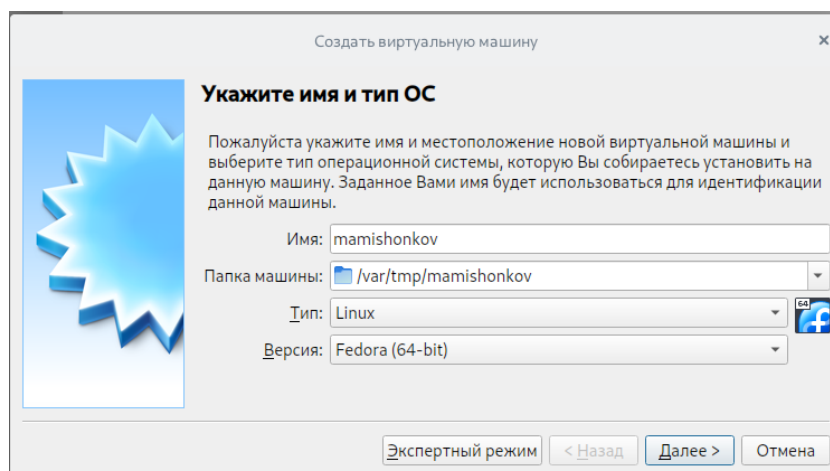 Создать виртуальную машину
Укажите имя и тип ОС
Пожалуйста укажите имя и местоположение новой виртуальной машины и
выберите тип операционной системы, которую Вы собираетесь установить на
данную машину. Заданное Вами имя будет использоваться для идентификации
данной машины.
Имя: mamishonkov
Папка машины: /var/tmp/mamishonkov
Тип: Linux
64
Версия: Fedora (64-bit)
Экспертный режим < Назад Далее > Отмена